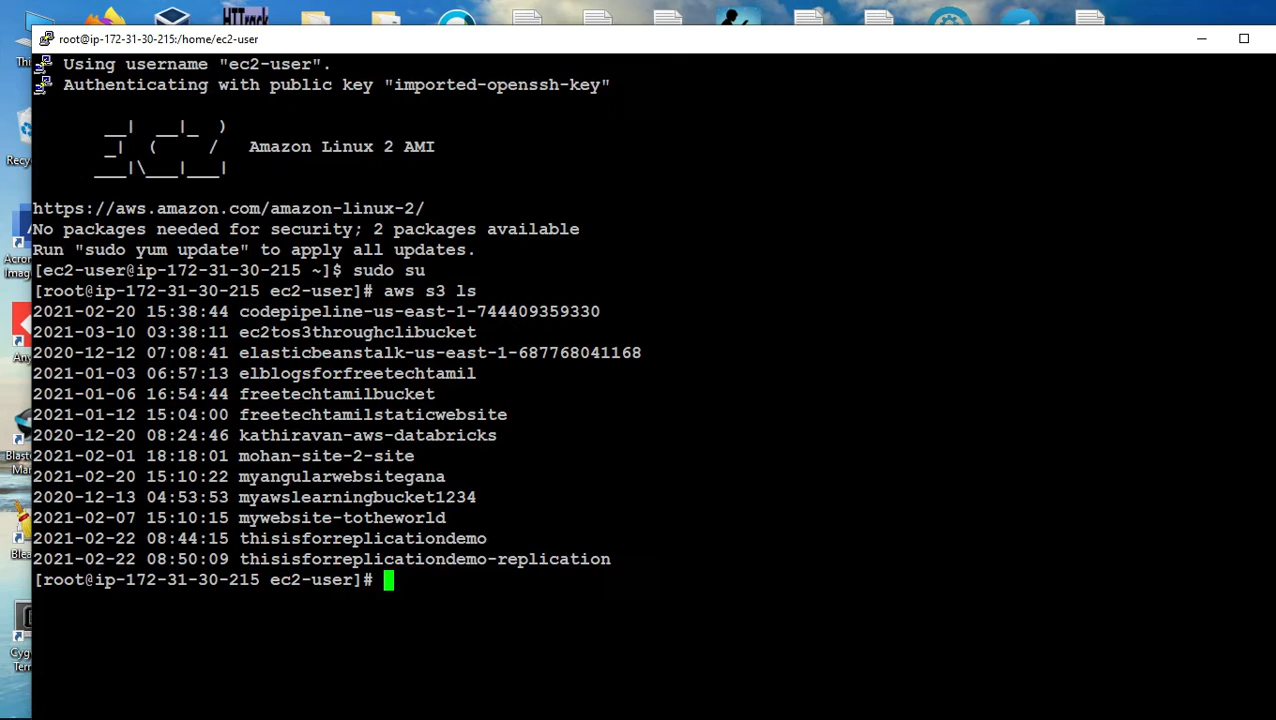 HTTrack
root@ip-172-31-30-215:/home/ec2-user
Using username "ec2-user".
Authenticating with public key "imported-openssh-key"
__|  __|_  )
_|  (     /   Amazon Linux 2 AMI
___|\___|___|
https://aws.amazon.com/amazon-linux-2/
No packages needed for security; 2 packages available
Run "sudo yum update" to apply all updates.
[ec2-user@ip-172-31-30-215 ~]$ sudo su
[root@ip-172-31-30-215 ec2-user]# aws s3 ls
2021-02-20 15:38:44 codepipeline-us-east-1-744409359330
2021-03-10 03:38:11 ec2tos3throughclibucket
2020-12-12 07:08:41 elasticbeanstalk-us-east-1-687768041168
2021-01-03 06:57:13 elblogsforfreetechtamil
2021-01-06 16:54:44 freetechtamilbucket
2021-01-12 15:04:00 freetechtamilstaticwebsite
2020-12-20 08:24:46 kathiravan-aws-databricks
2021-02-01 18:18:01 mohan-site-2-site
2021-02-20 15:10:22 myangularwebsitegana
2020-12-13 04:53:53 myawslearningbucket1234
2021-02-07 15:10:15 mywebsite-totheworld
2021-02-22 08:44:15 thisisforreplicationdemo
2021-02-22 08:50:09 thisisforreplicationdemo-replication
[root@ip-172-31-30-215 ec2-user]#